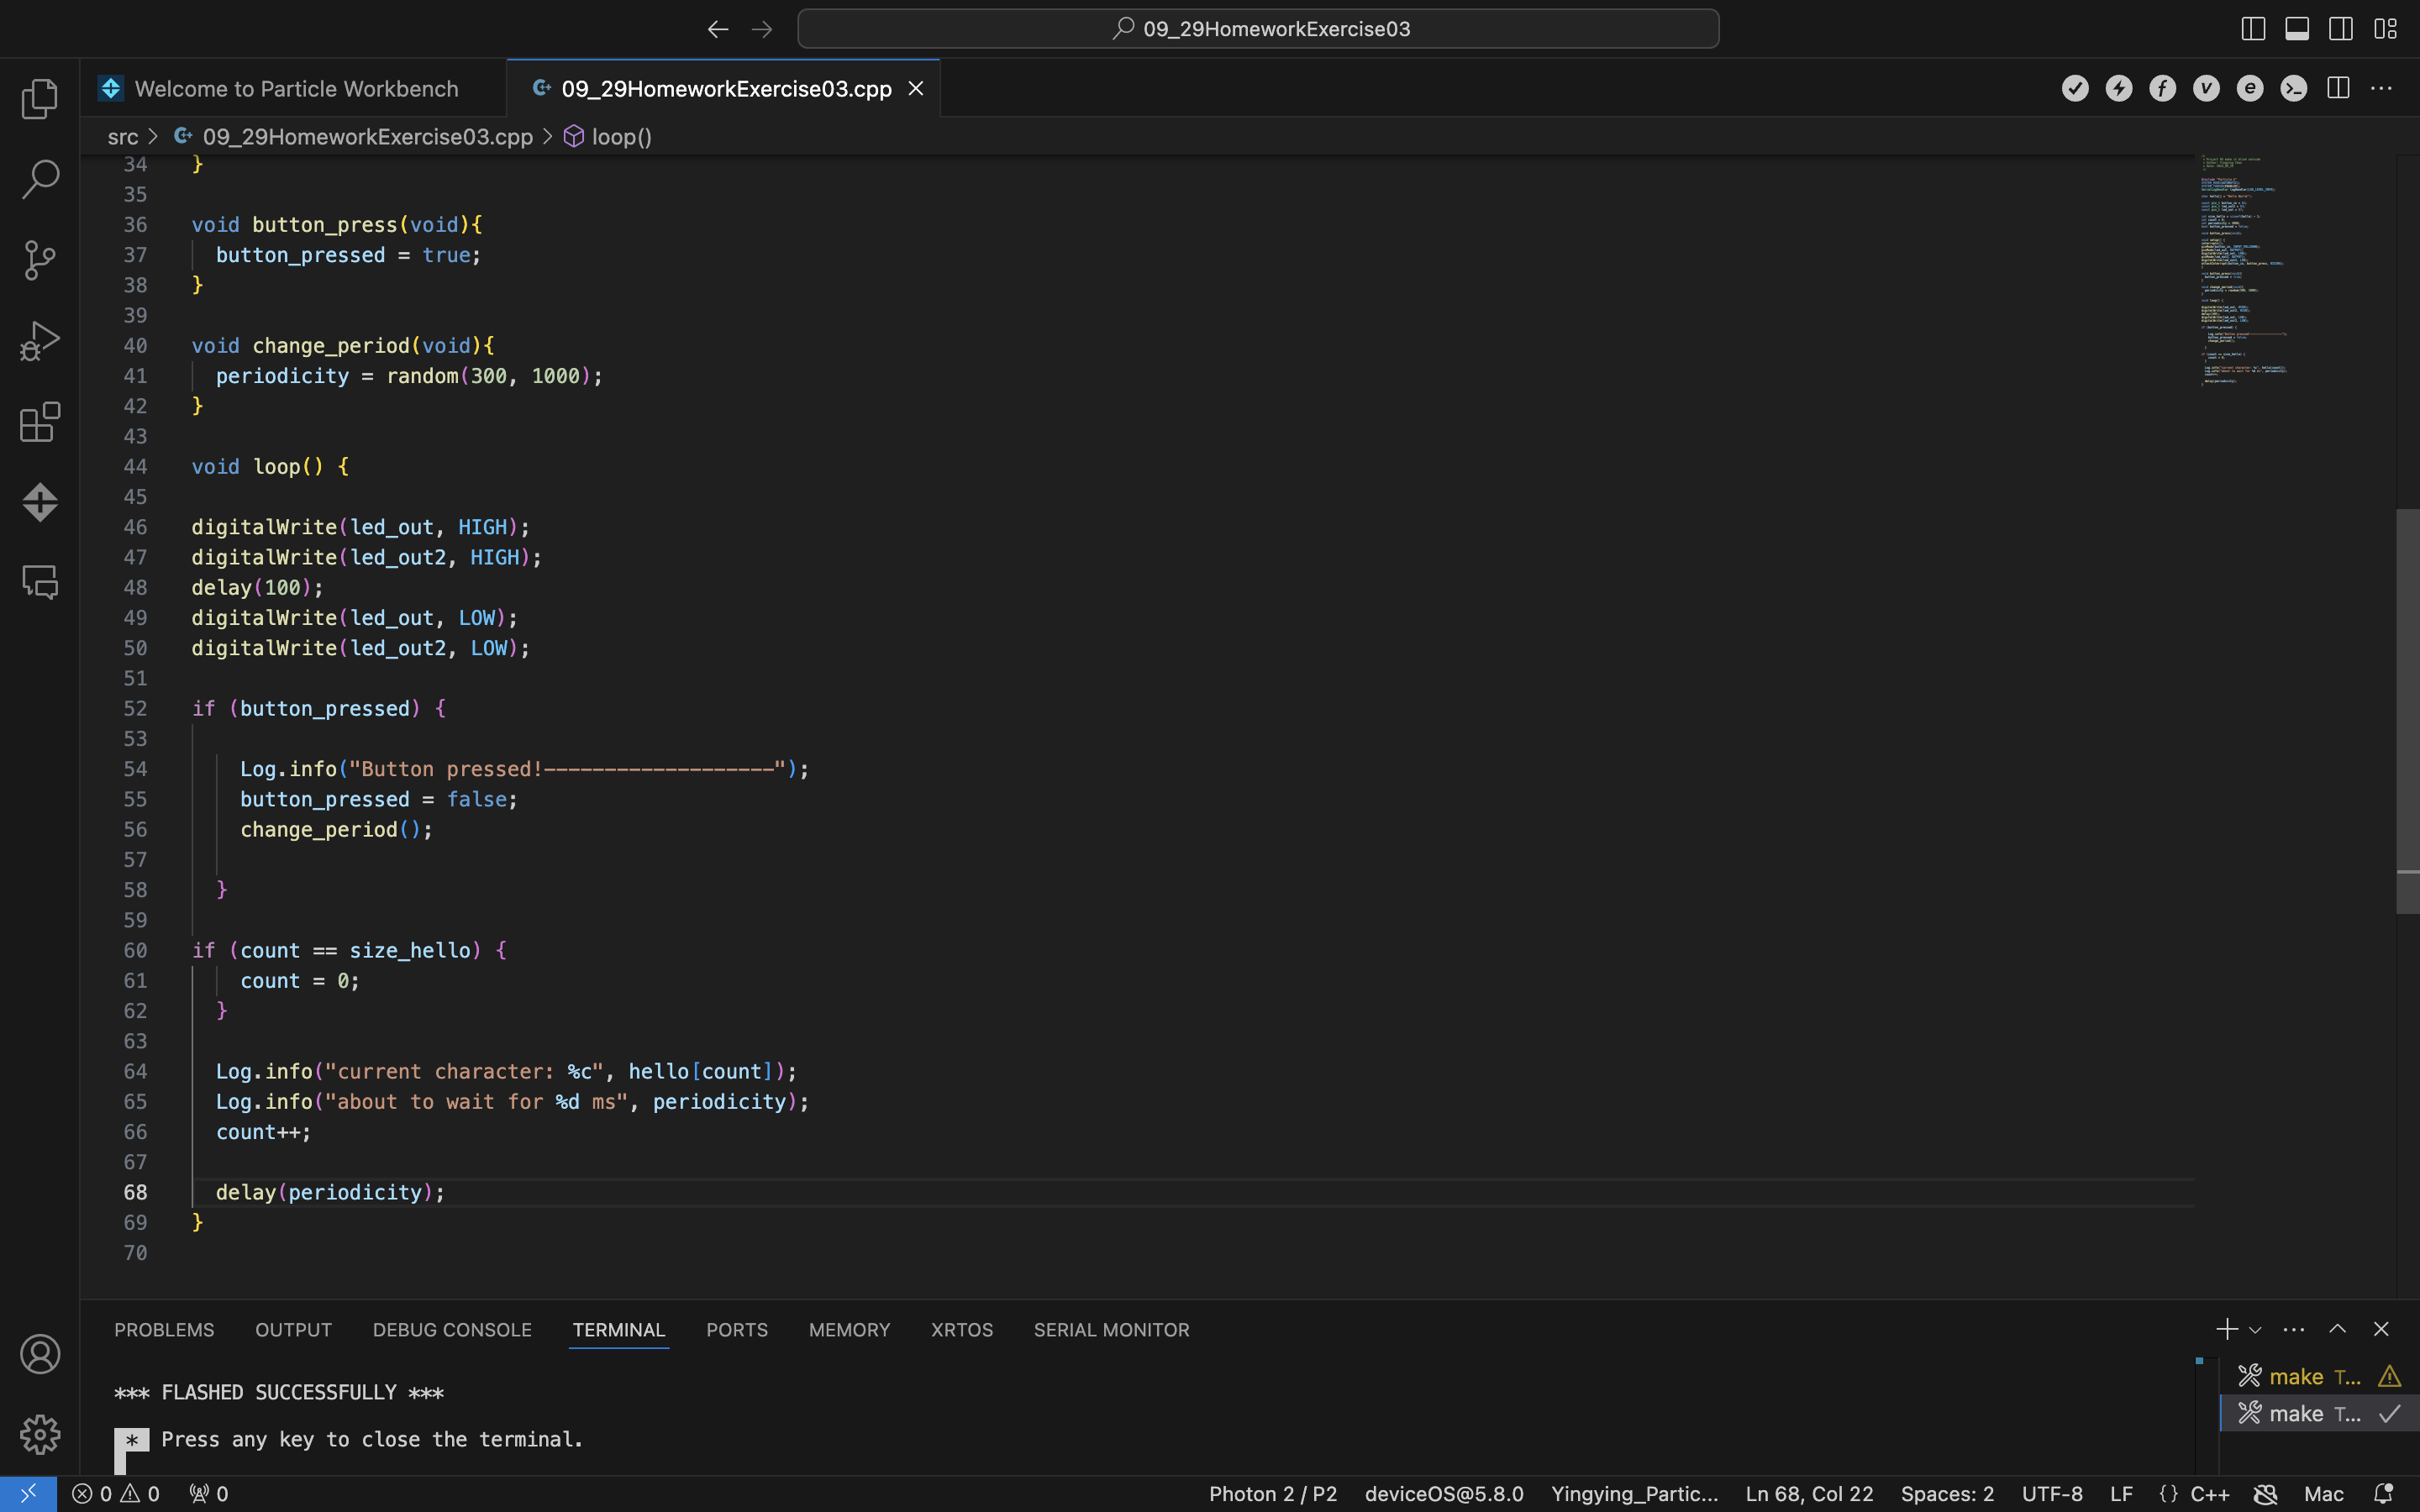 09_29HomeworkExercise03
Welcome to Particle Workbench
09_29HomeworkExercise03.cpp
src > 09_29HomeworkExercise03.cpp > loop()
34 }
35
36 void button_press(void){
37 button_pressed = true;
38 }
39
40 void change_period(void){
41 periodicity = random(300, 1000);
42 }
43
44 void loop() {
45
46 digitalWrite(led_out, HIGH);
47 digitalWrite(led_out2, HIGH);
48 delay(100);
49 digitalWrite(led_out, LOW);
50 digitalWrite(led_out2, LOW);
51
52 if (button_pressed) {
53
54 Log.info("Button pressed!-------------------");
55 button_pressed = false;
56 change_period();
57
58 }
59
60 if (count == size_hello) {
61 count = 0;
62 }
63
64 Log.info("current character: %c", hello[count]);
65 Log.info("about to wait for %d ms", periodicity);
66 count++;
67
68 delay(periodicity);
69 }
70
PROBLEMS OUTPUT DEBUG CONSOLE TERMINAL PORTS MEMORY XRTOS SERIAL MONITOR
*** FLASHED SUCCESSFULLY ***
* Press any key to close the terminal.
make T...
make T...
0 0 0 Photon 2 / P2 deviceOS@5.8.0 Yingying_Partic... Ln 68, Col 22 Spaces: 2 UTF-8 LF {} C++ Mac